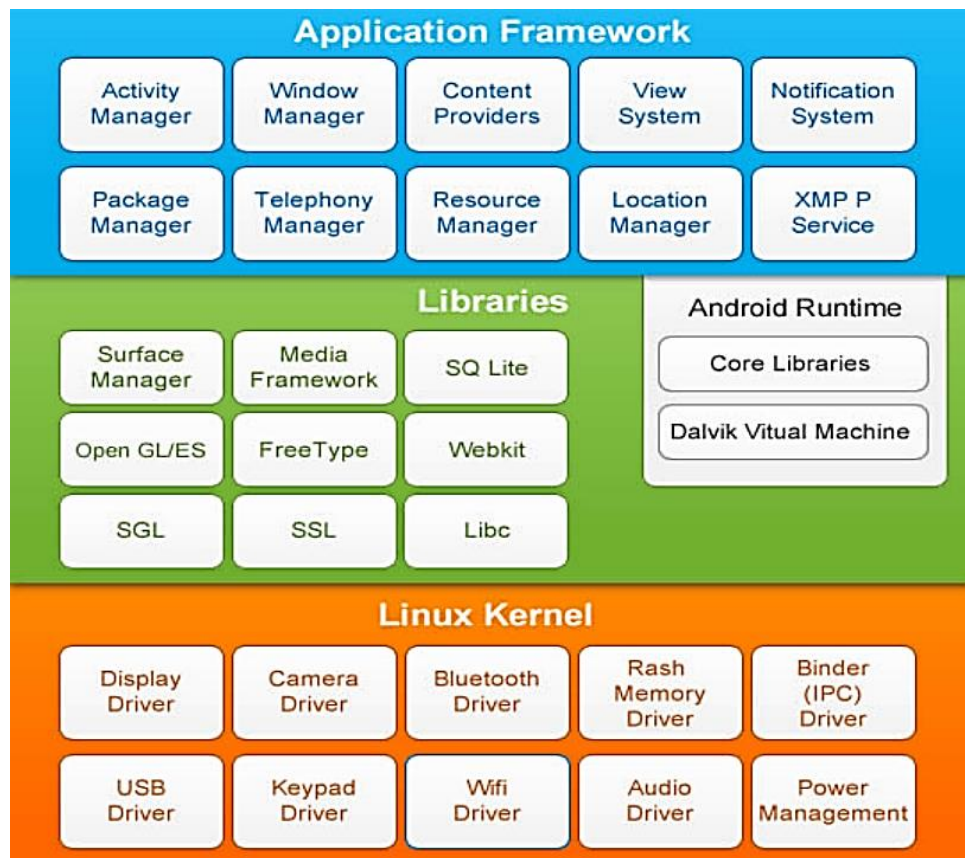 Application Framework
Activity
Manager
Window
Manager
Content
Providers
View
System
Notification
System
Package
Manager
Telephony
Manager
Resource
Manager
Location
Manager
XMP P
Service
Libraries
Surface
Manager
Media
Framework
SQ Lite
Open GL/ES
FreeType
Webkit
SGL
SSL
Libc
Android Runtime
Core Libraries
Dalvik Vitual Machine
Linux Kernel
Display
Driver
Camera
Driver
Bluetooth
Driver
Rash
Memory
Driver
Binder
(IPC)
Driver
USB
Driver
Keypad
Driver
Wifi
Driver
Audio
Driver
Power
Management